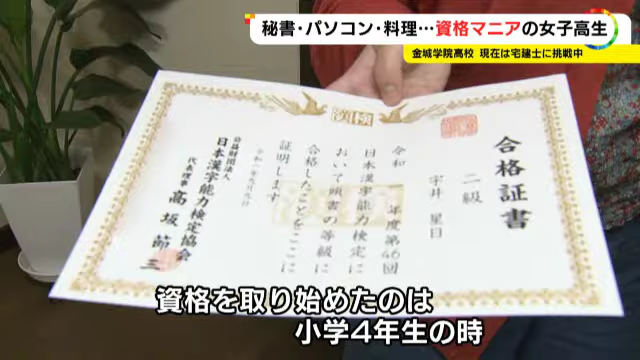 秘書・パソコン・料理…資格マニアの女子高生
金城学院高校 現在は宅建士に挑戦中
漢検
合格証書
二級
宇井 星日
令和 年度第46回
日本漢字能力検定に
おいて頭書の等級に
合格したことをここに
証明します
公益財団法人
日本漢字能力検定協会
代表理事 髙坂 節三
資格を取り始めたのは
小学4年生の時